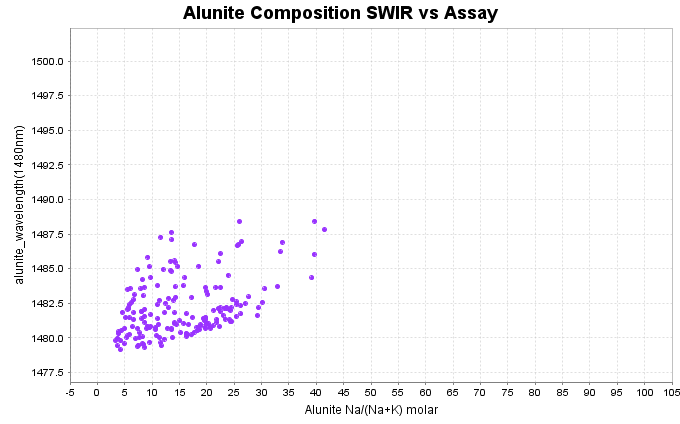 Alunite Composition SWIR vs Assay
alunite_wavelength(1480nm)
1500.0
1497.5
1495.0
1492.5
1490.0
1487.5
1485.0
1482.5
1480.0
1477.5
-5 0 5 10 15 20 25 30 35 40 45 50 55 60 65 70 75 80 85 90 95 100 105
Alunite Na/(Na+K) molar